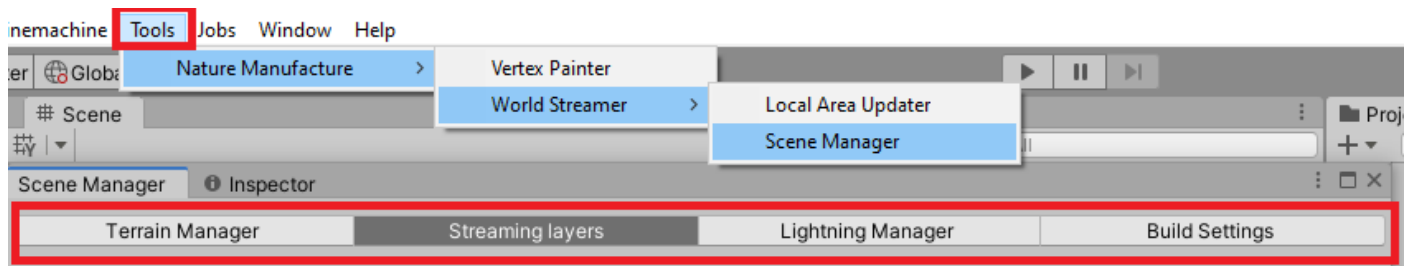 inemachine Tools Jobs Window Help
er Globa Nature Manufacture > Vertex Painter
# Scene World Streamer > Local Area Updater Proj
Scene Manager
Scene Manager Inspector
Terrain Manager Streaming layers Lightning Manager Build Settings